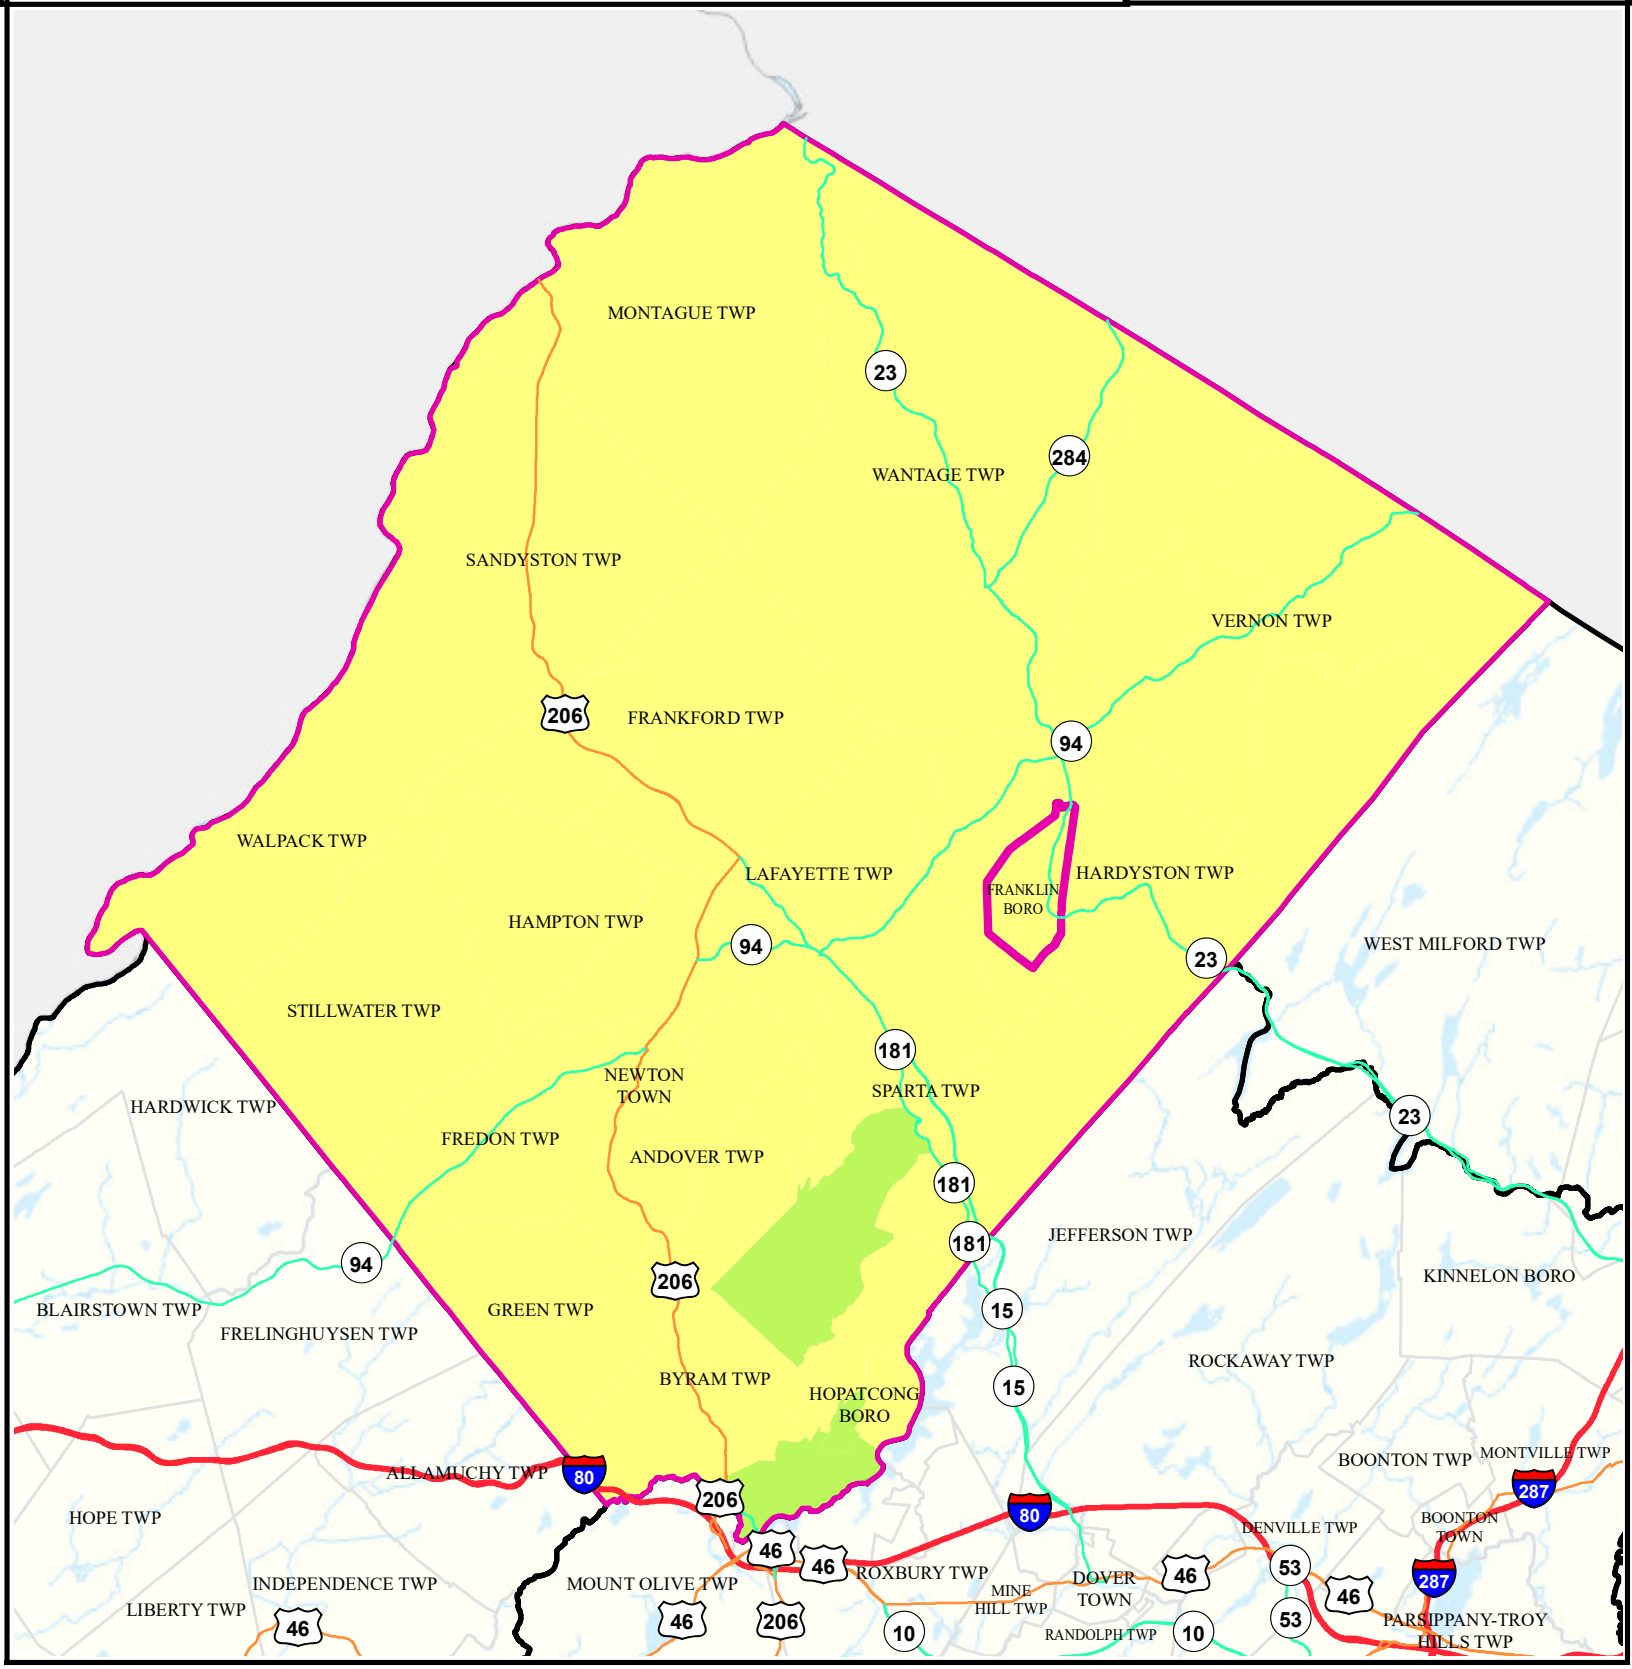 MONTAGUE TWP
23
284
WANTAGE TWP
SANDYSTON TWP
VERNON TWP
206
FRANKFORD TWP
94
WALPACK TWP
LAFAYETTE TWP
HARDYSTON TWP
FRANKLIN
BORO
HAMPTON TWP
94
23
WEST MILFORD TWP
STILLWATER TWP
181
NEWTON
TOWN
SPARTA TWP
HARDWICK TWP
23
FREDON TWP
ANDOVER TWP
181
JEFFERSON TWP
181
94
206
KINNELON BORO
BLAIRSTOWN TWP
GREEN TWP
15
FRELINGHUYSEN TWP
ROCKAWAY TWP
BYRAM TWP
15
HOPATCONG
BORO
BOONTON TWP
MONTVILLE TWP
ALLAMUCHY TWP
80
287
206
80
HOPE TWP
BOONTON
TOWN
DENVILLE TWP
46
46
53
ROXBURY TWP
46
287
INDEPENDENCE TWP
MOUNT OLIVE TWP
DOVER
TOWN
MINE
HILL TWP
46
LIBERTY TWP
46
46
206
10
RANDOLPH TWP
10
53
PARSIPPANY-TROY
HILLS TWP